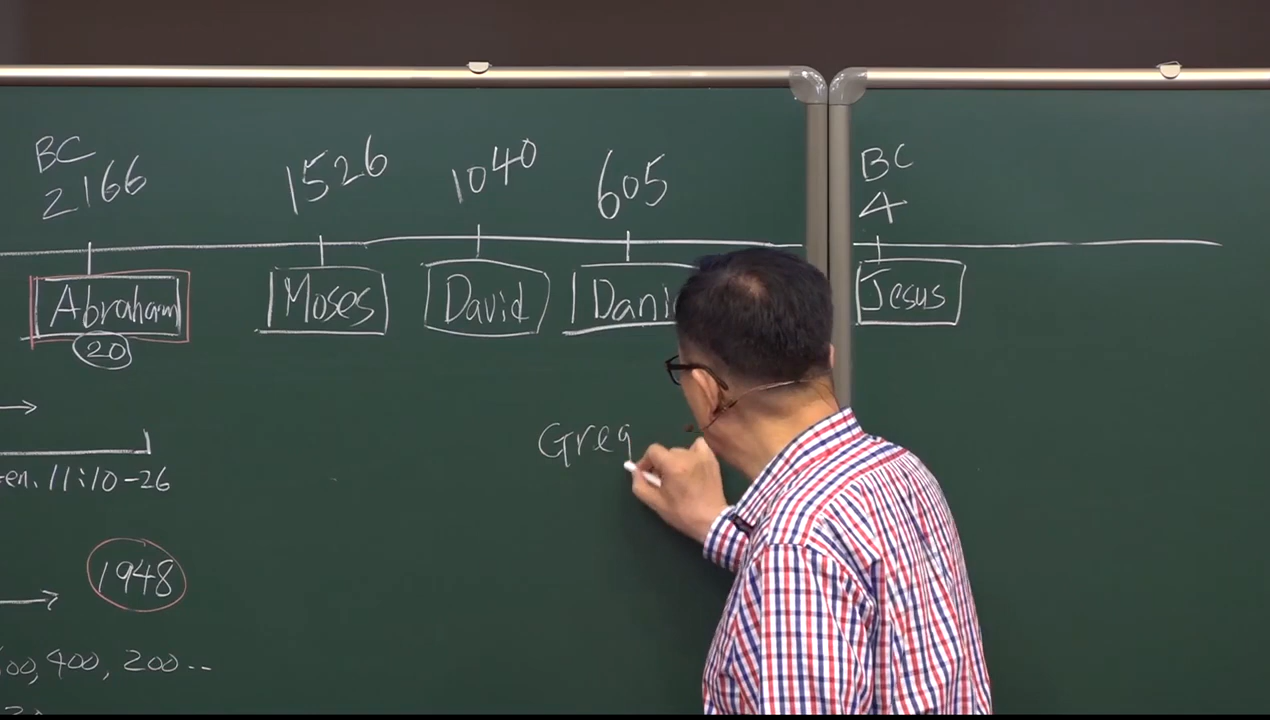 BC
2166
1526
1040
605
BC
4
Abraham
Moses
David
Dani
Jesus
20
Greg
en. 11:10-26
1948
00, 400, 200..